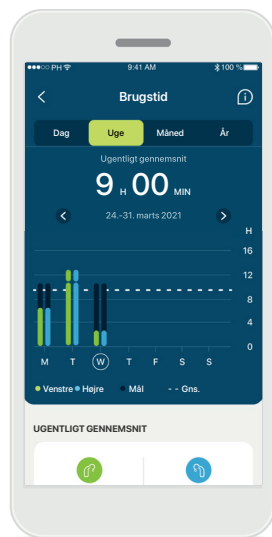 PH 9:41 AM 100 %
Brugstid
Dag Uge Måned År
Ugentligt gennemsnit
9 H 00 MIN
24.-31. marts 2021
H
16
12
8
4
0
M T W T F S S
Venstre Højre Mål - - Gns.
UGENTLIGT GENNEMSNIT